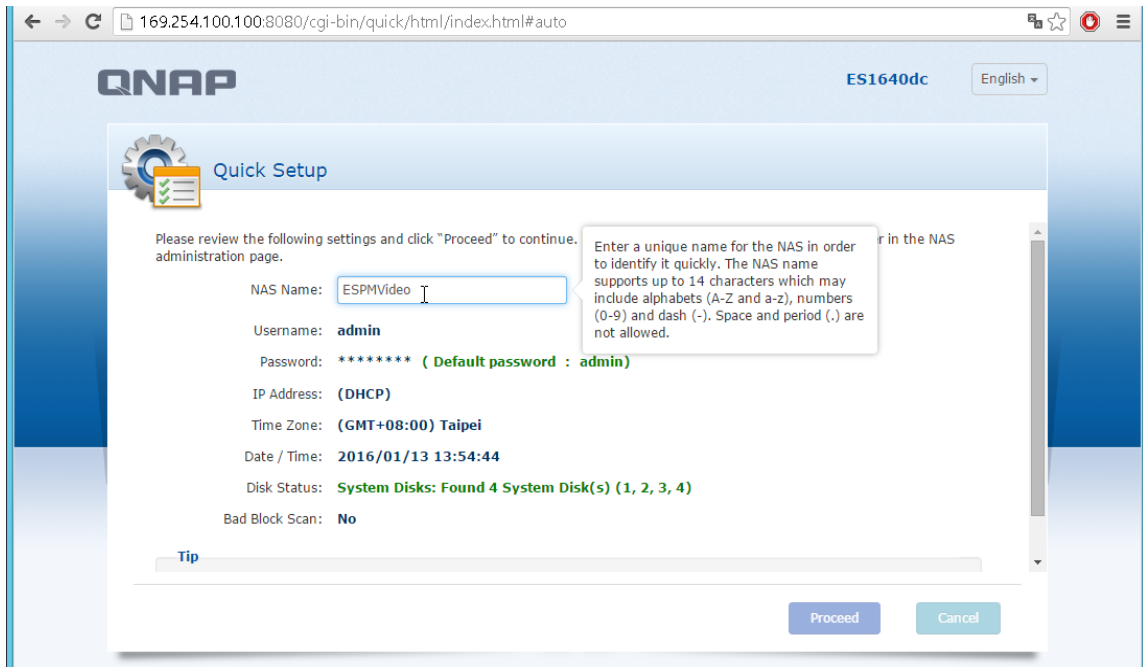 169.254.100.100:8080/cgi-bin/quick/html/index.html#auto
QNAP
ES1640dc
English
Quick Setup
Please review the following settings and click "Proceed" to continue.
r in the NAS
administration page.
Enter a unique name for the NAS in order
to identify it quickly. The NAS name
supports up to 14 characters which may
include alphabets (A-Z and a-z), numbers
(0-9) and dash (-). Space and period (.) are
not allowed.
NAS Name: ESPMVideo
Username: admin
Password: ******** ( Default password : admin)
IP Address: (DHCP)
Time Zone: (GMT+08:00) Taipei
Date / Time: 2016/01/13 13:54:44
Disk Status: System Disks: Found 4 System Disk(s) (1, 2, 3, 4)
Bad Block Scan: No
Tip
Proceed
Cancel